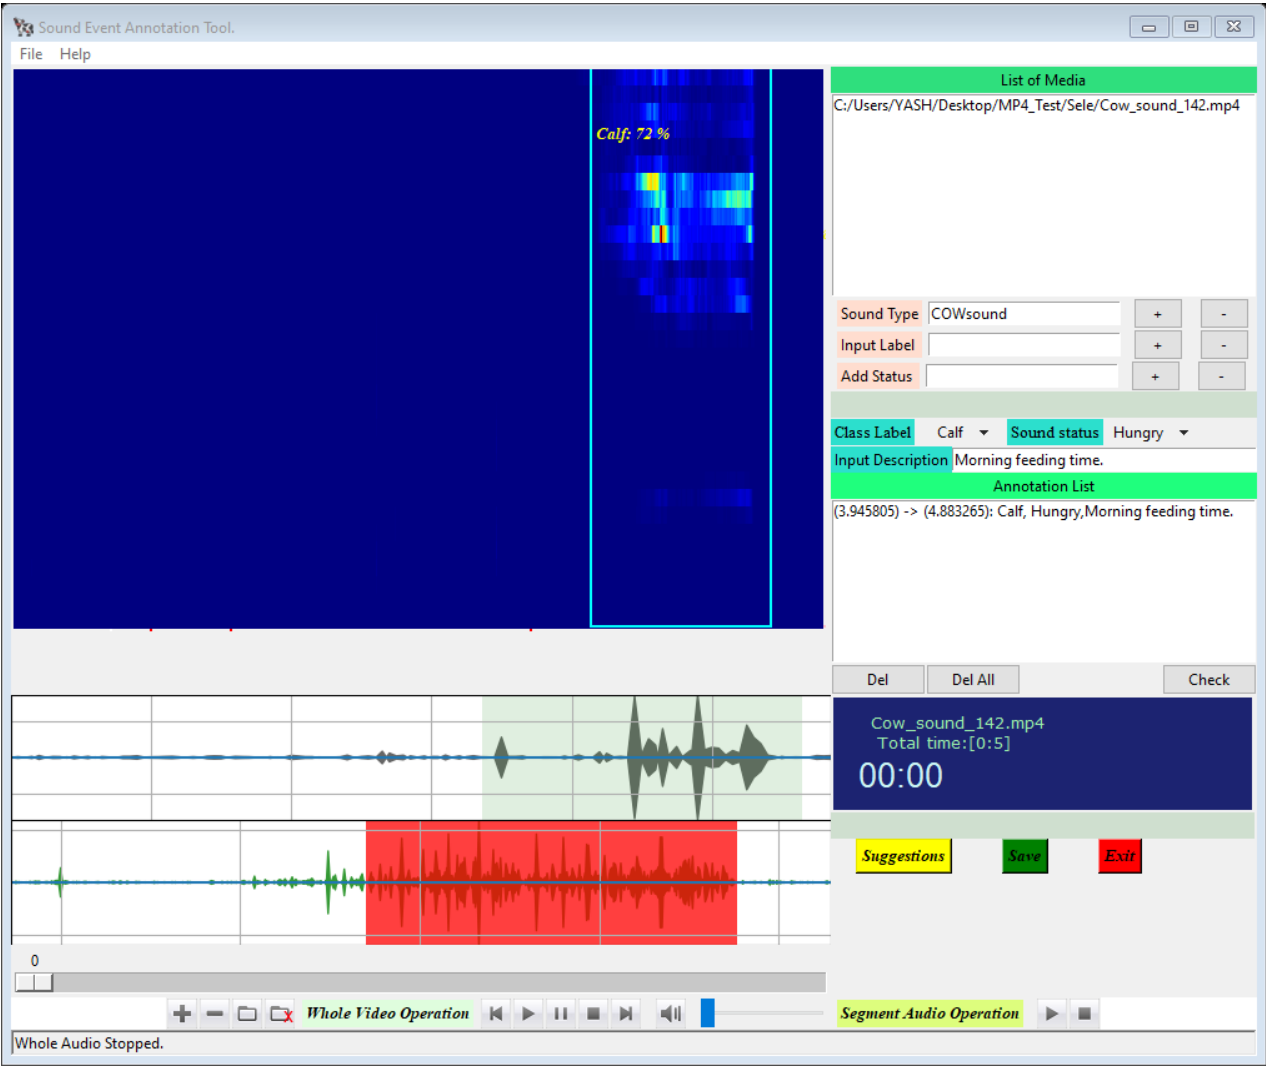 Sound Event Annotation Tool.
File Help
List of Media
C:/Users/YASH/Desktop/MP4_Test/Sele/Cow_sound_142.mp4
Calf: 72 %
Sound Type COWsound + -
Input Label + -
Add Status + -
Class Label Calf Sound status Hungry
Input Description Morning feeding time.
Annotation List
(3.945805) -> (4.883265): Calf, Hungry,Morning feeding time.
Del Del All Check
Cow_sound_142.mp4
Total time:[0:5]
00:00
Suggestions Save Exit
0
Whole Video Operation Segment Audio Operation
Whole Audio Stopped.